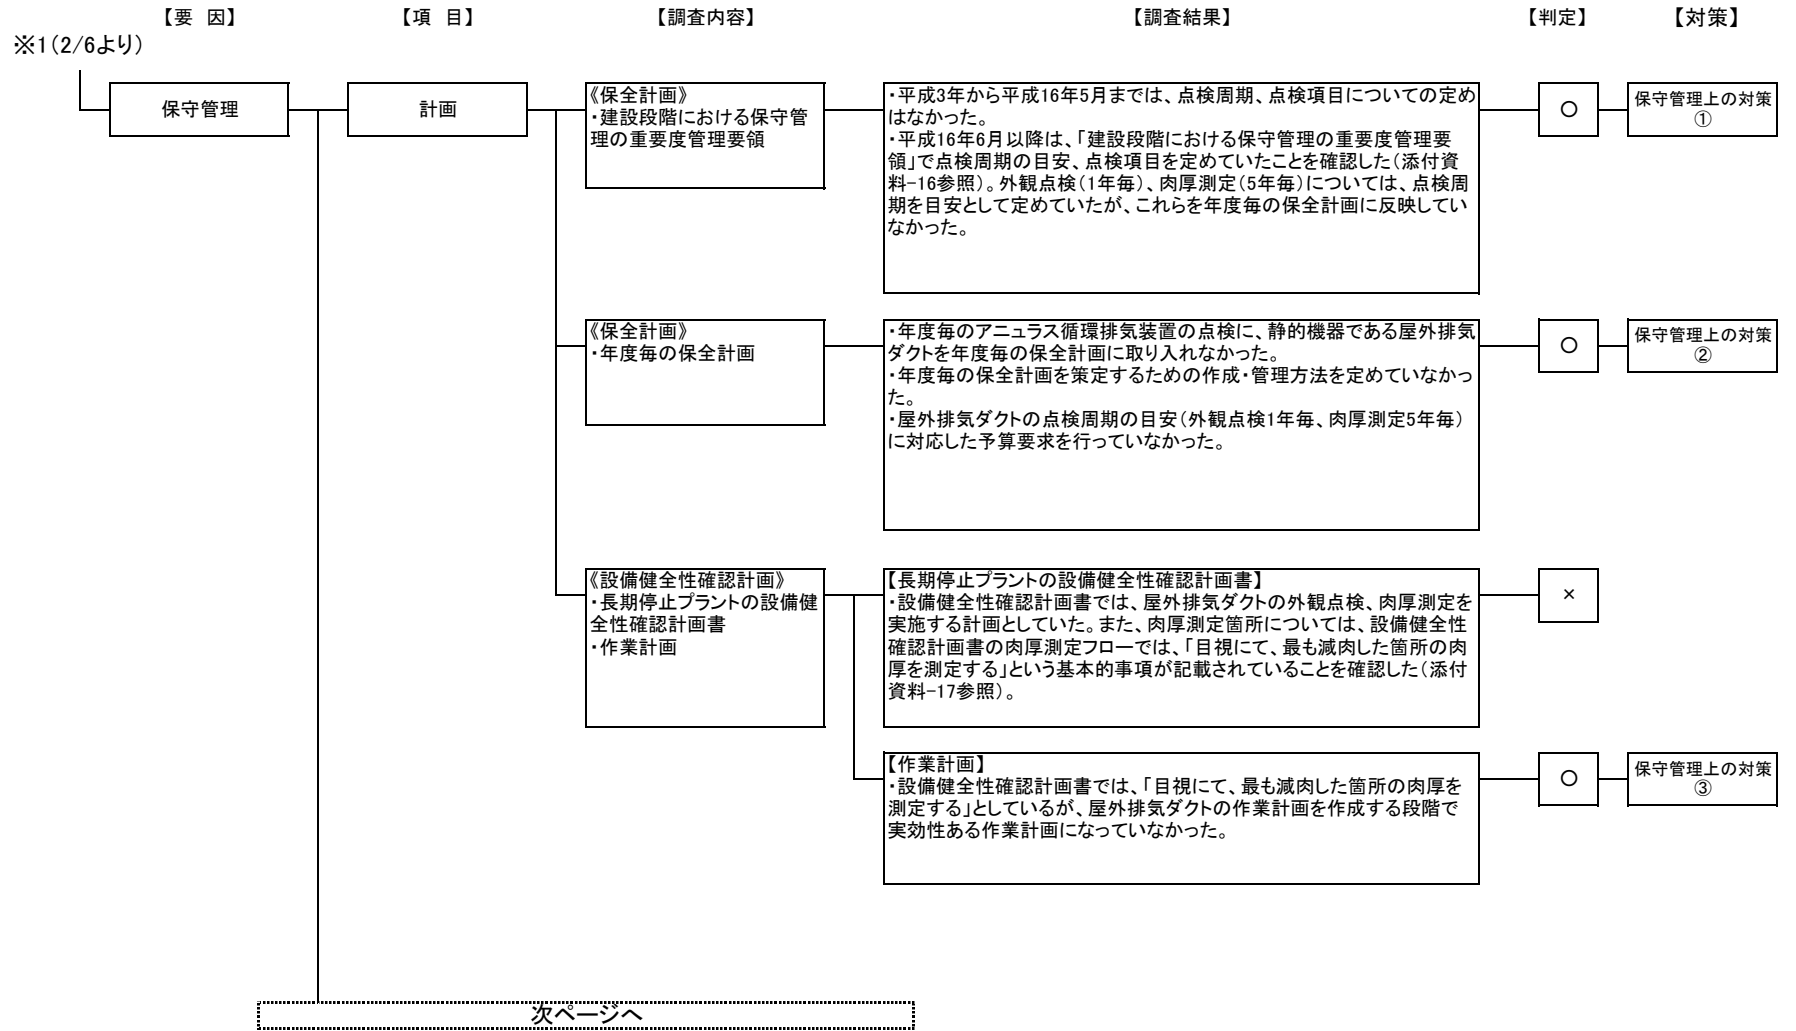 【要　因】
【項　目】
【調査内容】
【調査結果】
【判定】
【対策】
※1（2/6より）
保守管理
計画
《保全計画》
・建設段階における保守管
理の重要度管理要領
・平成3年から平成16年5月までは、点検周期、点検項目についての定め
はなかった。
・平成16年6月以降は、「建設段階における保守管理の重要度管理要
領」で点検周期の目安、点検項目を定めていたことを確認した（添付資
料-16参照）。外観点検（1年毎）、肉厚測定（5年毎）については、点検周
期を目安として定めていたが、これらを年度毎の保全計画に反映してい
なかった。
○
保守管理上の対策
①
《保全計画》
・年度毎の保全計画
・年度毎のアニュラス循環排気装置の点検に、静的機器である屋外排気
ダクトを年度毎の保全計画に取り入れなかった。
・年度毎の保全計画を策定するための作成・管理方法を定めていなかっ
た。
・屋外排気ダクトの点検周期の目安（外観点検1年毎、肉厚測定5年毎）
に対応した予算要求を行っていなかった。
○
保守管理上の対策
②
《設備健全性確認計画》
・長期停止プラントの設備健
全性確認計画書
・作業計画
【長期停止プラントの設備健全性確認計画書】
・設備健全性確認計画書では、屋外排気ダクトの外観点検、肉厚測定を
実施する計画としていた。また、肉厚測定箇所については、設備健全性
確認計画書の肉厚測定フローでは、「目視にて、最も減肉した箇所の肉
厚を測定する」という基本的事項が記載されていることを確認した（添付
資料-17参照）。
×
【作業計画】
・設備健全性確認計画書では、「目視にて、最も減肉した箇所の肉厚を
測定する」としているが、屋外排気ダクトの作業計画を作成する段階で
実効性ある作業計画になっていなかった。
○
保守管理上の対策
③
次ページへ